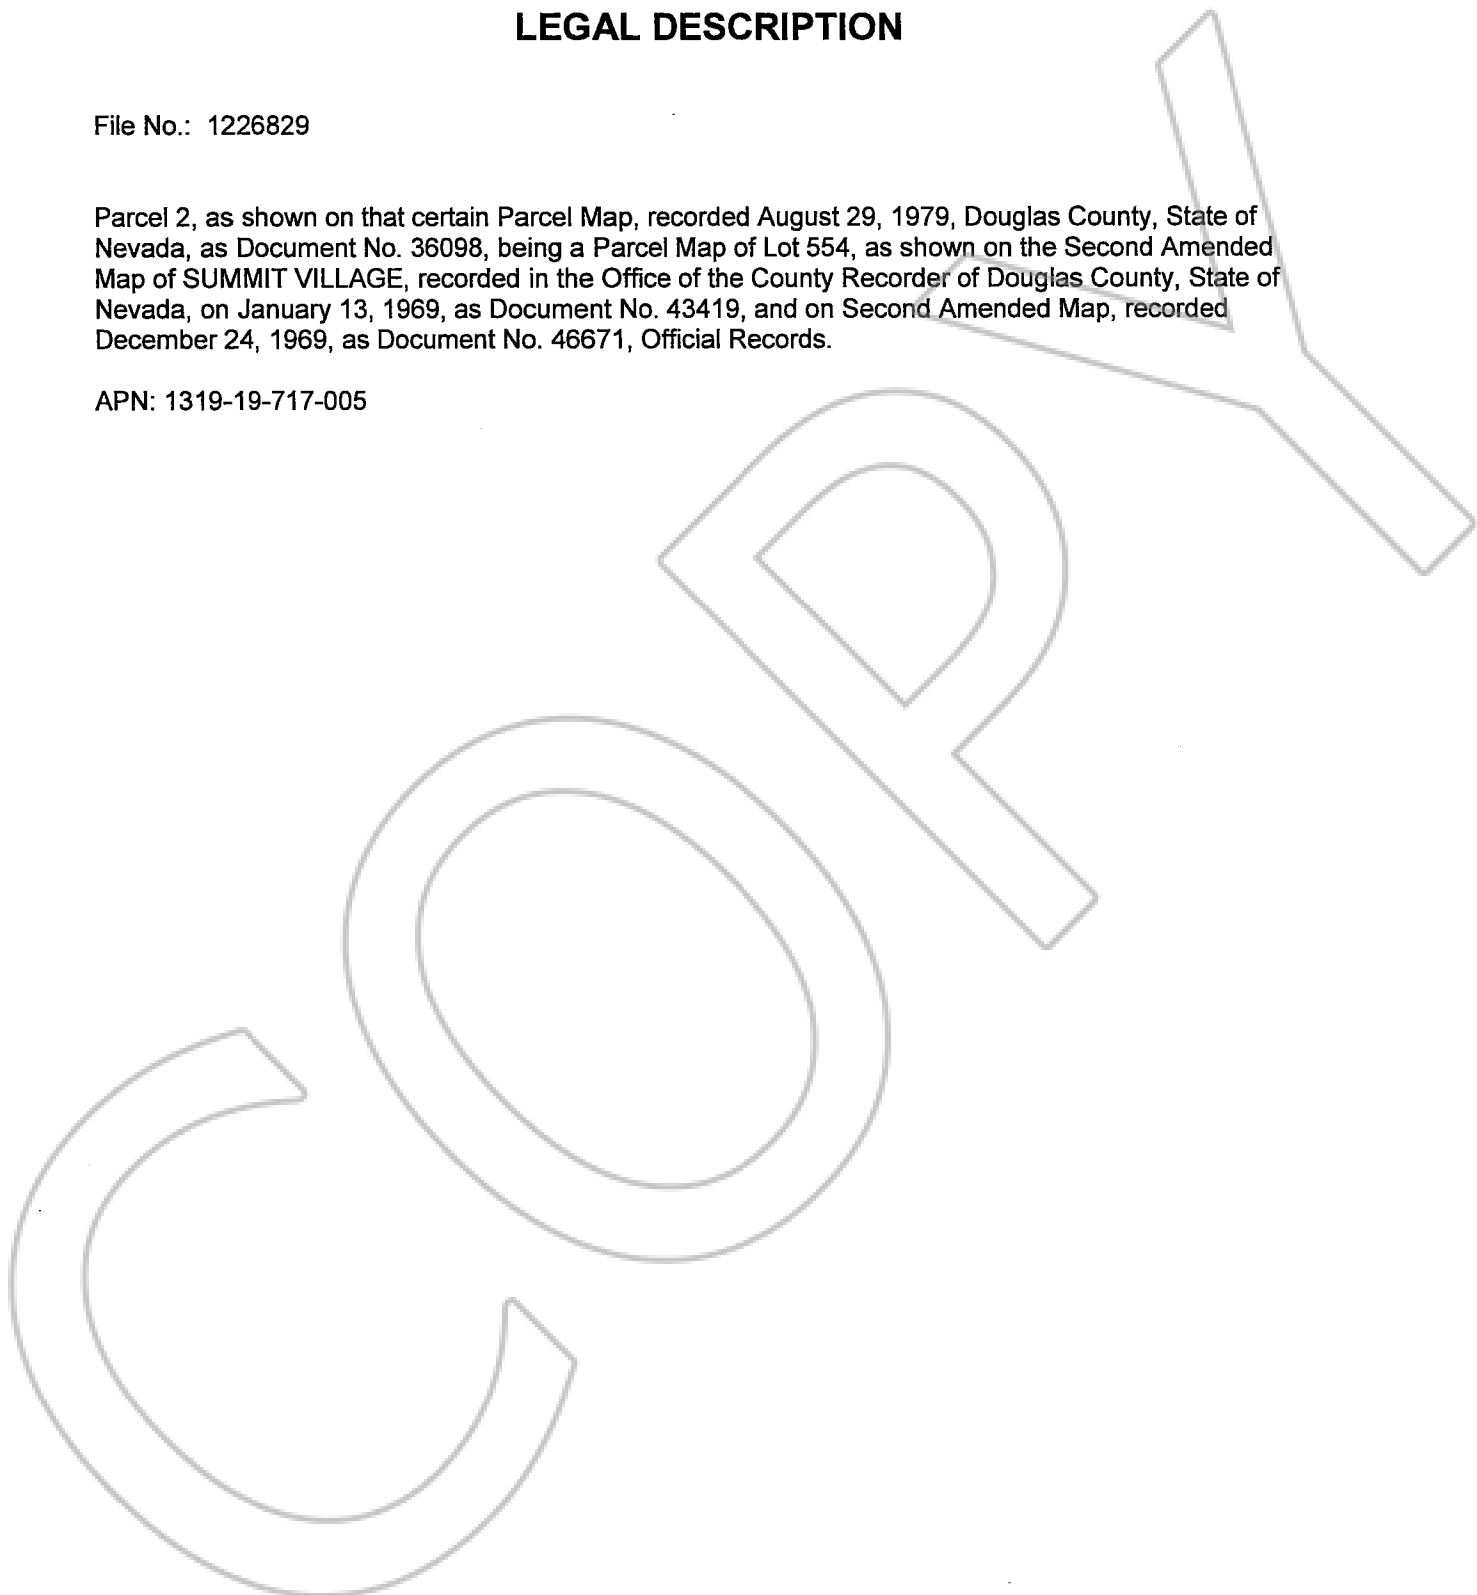 LEGAL DESCRIPTION
File No.: 1226829
Parcel 2, as shown on that certain Parcel Map, recorded August 29, 1979, Douglas County, State of
Nevada, as Document No. 36098, being a Parcel Map of Lot 554, as shown on the Second Amended
Map of SUMMIT VILLAGE, recorded in the Office of the County Recorder of Douglas County, State of
Nevada, on January 13, 1969, as Document No. 43419, and on Second Amended Map, recorded
December 24, 1969, as Document No. 46671, Official Records.
APN: 1319-19-717-005
COPY